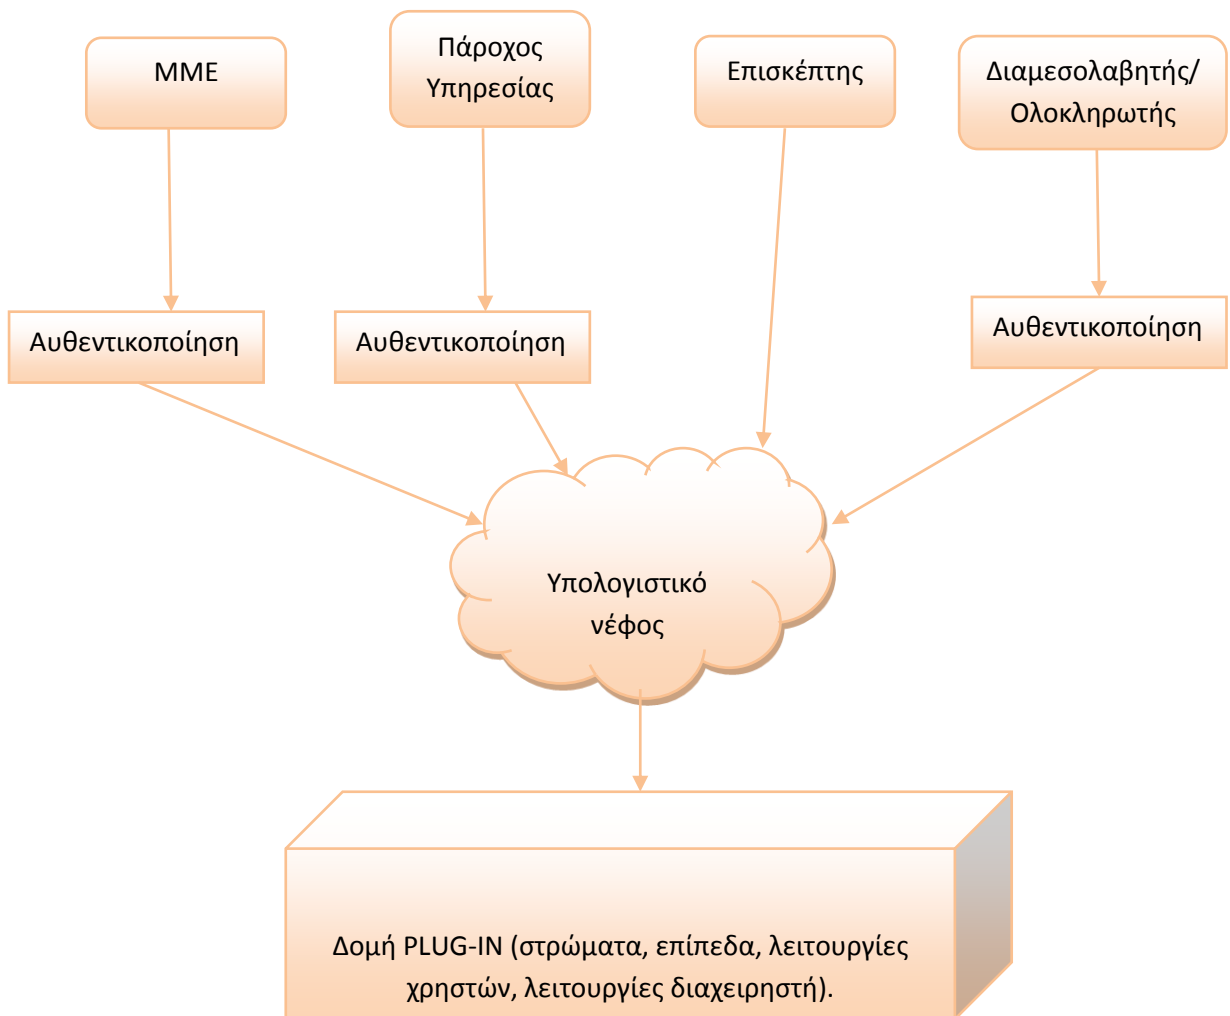 ΜΜΕ
Πάροχος
Υπηρεσίας
Επισκέπτης
Διαμεσολαβητής/
Ολοκληρωτής
Αυθεντικοποίηση
Αυθεντικοποίηση
Αυθεντικοποίηση
Υπολογιστικό
νέφος
Δομή PLUG-IN (στρώματα, επίπεδα, λειτουργίες
χρηστών, λειτουργίες διαχειρηστή).